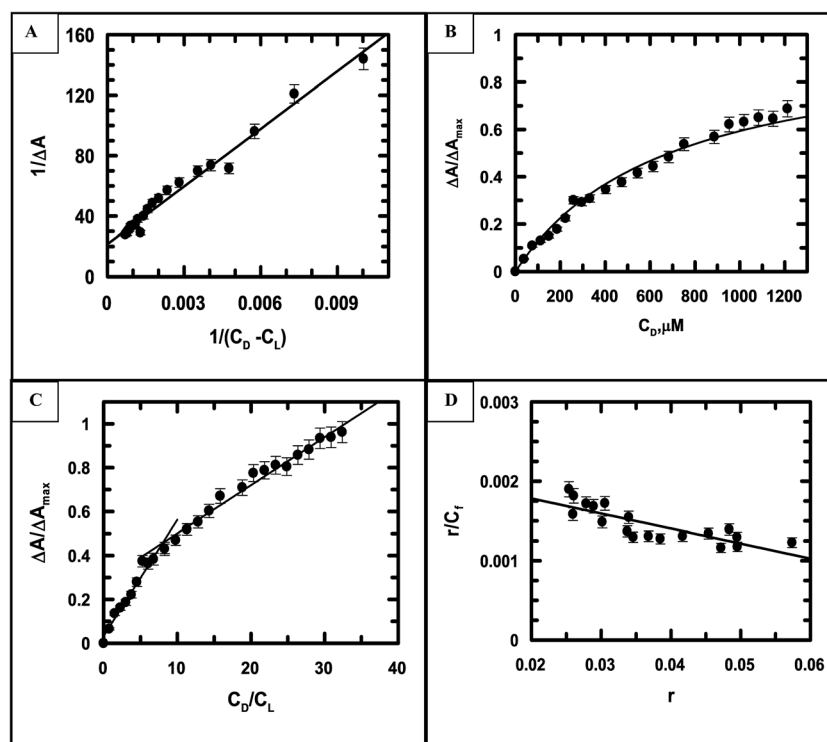 A
160
120
80
40
0
1/ΔA
0
0.003
0.006
0.009
1/(C_D -C_L)
B
1
0.8
0.6
0.4
0.2
0
ΔA/ΔA_max
0 200 400 600 800 1000 1200
C_D,μM
C
1
0.8
0.6
0.4
0.2
0
ΔA/ΔA_max
0 10 20 30 40
C_D/C_L
D
0.003
0.002
0.001
0
r/C_f
0.02 0.03 0.04 0.05 0.06
r